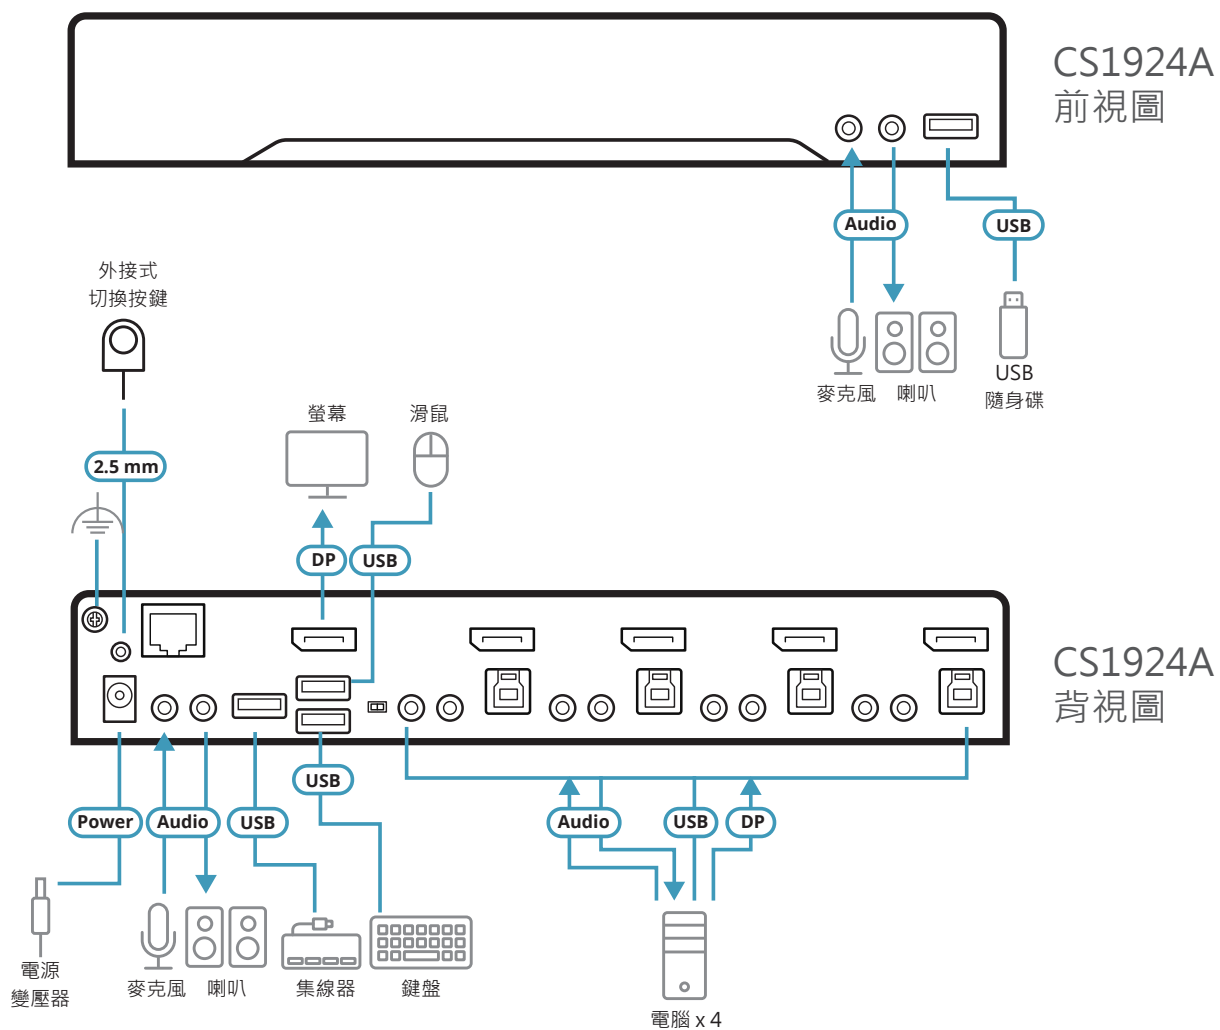 CS1924A
前視圖
Audio
USB
麥克風
喇叭
USB
隨身碟
外接式
切換按鍵
2.5 mm
螢幕
滑鼠
DP
USB
CS1924A
背視圖
USB
Power
Audio
USB
Audio
USB
DP
電源
變壓器
麥克風
喇叭
集線器
鍵盤
電腦 x 4